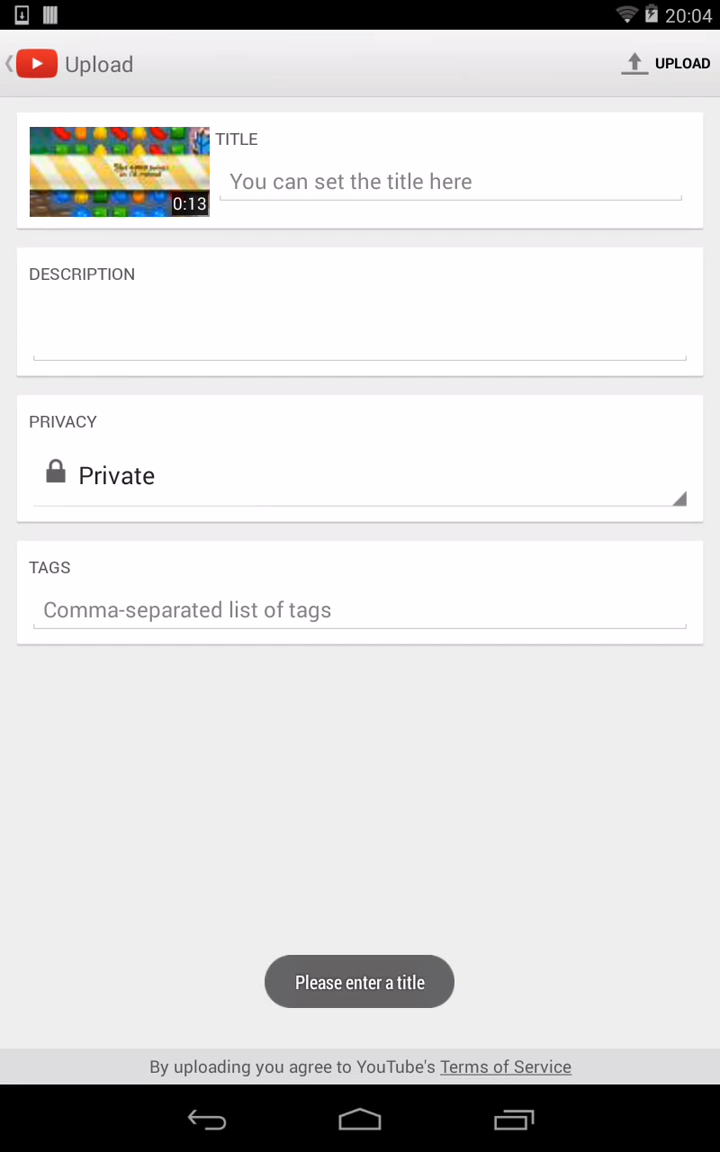 20:04
Upload
UPLOAD
0:13
TITLE
You can set the title here
DESCRIPTION
PRIVACY
Private
TAGS
Comma-separated list of tags
Please enter a title
By uploading you agree to YouTube's Terms of Service